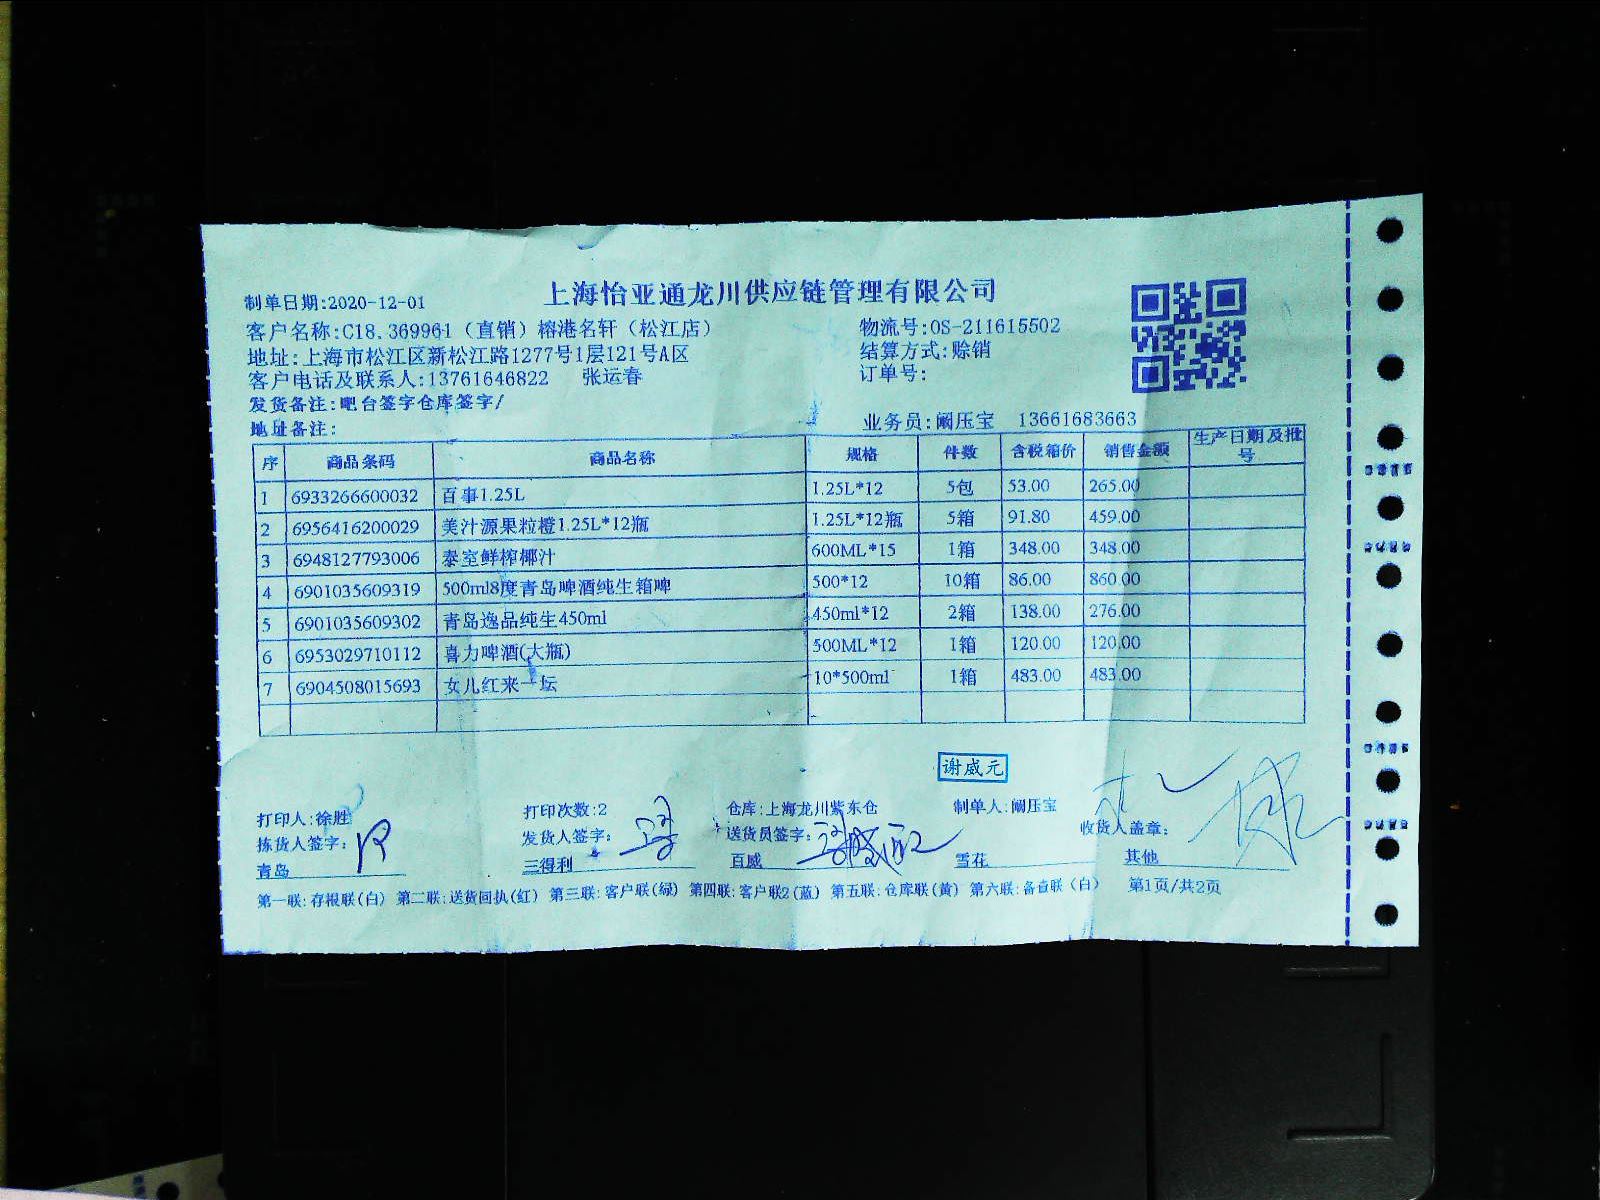 上海怡亚通龙川供应链管理有限公司
制单日期:2020-12-01
客户名称:C18.369961（直销）榕港名轩（松江店） 物流号:OS-211615502
地址:上海市松江区新松江路1277号1层121号A区 结算方式:赊销
客户电话及联系人:13761646822 张运春 订单号:
发货备注:吧台签字仓库签字/
地址备注: 业务员:阚压宝 13661683663
序 商品条码 商品名称 规格 件数 含税箱价 销售金额 生产日期及批号
1 6933266600032 百事1.25L 1.25L*12 5包 53.00 265.00
2 6956416200029 美汁源果粒橙1.25L*12瓶 1.25L*12瓶 5箱 91.80 459.00
3 6948127793006 泰室鲜榨椰汁 600ML*15 1箱 348.00 348.00
4 6901035609319 500ml8度青岛啤酒纯生箱啤 500*12 10箱 86.00 860.00
5 6901035609302 青岛逸品纯生450ml 450ml*12 2箱 138.00 276.00
6 6953029710112 喜力啤酒(大瓶) 500ML*12 1箱 120.00 120.00
7 6904508015693 女儿红来一坛 10*500ml 1箱 483.00 483.00
谢威元
打印人:徐胜 打印次数:2 仓库:上海龙川紫东仓 制单人:阚压宝
拣货人签字: 发货人签字: 送货员签字: 收货人盖章:
青岛 三得利 百威 雪花 其他
第一联:存根联(白) 第二联:送货回执(红) 第三联:客户联(绿) 第四联:客户联2(蓝) 第五联:仓库联(黄) 第六联:备查联(白) 第1页/共2页